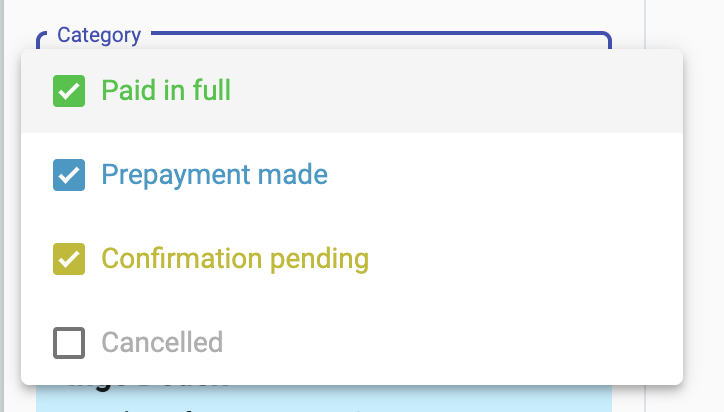 Category
Paid in full
Prepayment made
Confirmation pending
Cancelled